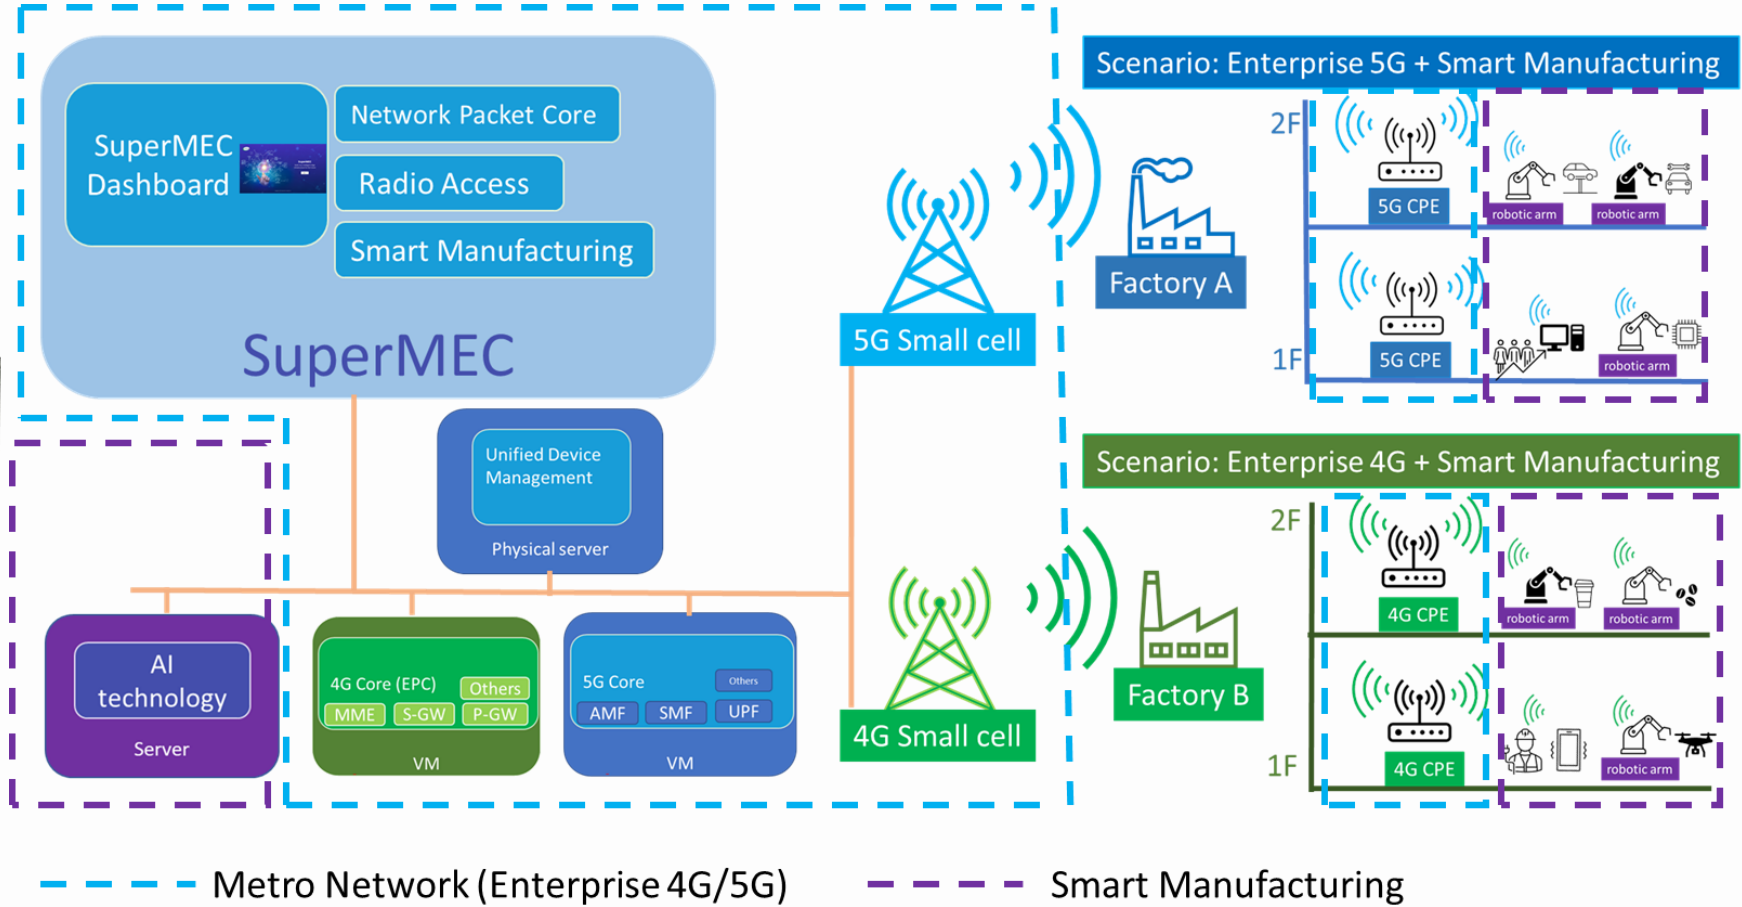 SuperMEC
Dashboard
Network Packet Core
Radio Access
Smart Manufacturing
SuperMEC
Unified Device
Management
Physical server
AI
technology
Server
4G Core (EPC)
Others
MME
S-GW
P-GW
VM
5G Core
Others
AMF
SMF
UPF
VM
5G Small cell
4G Small cell
Factory A
Factory B
Scenario: Enterprise 5G + Smart Manufacturing
2F
5G CPE
robotic arm
robotic arm
1F
5G CPE
robotic arm
Scenario: Enterprise 4G + Smart Manufacturing
2F
4G CPE
robotic arm
robotic arm
1F
4G CPE
robotic arm
Metro Network (Enterprise 4G/5G)
Smart Manufacturing